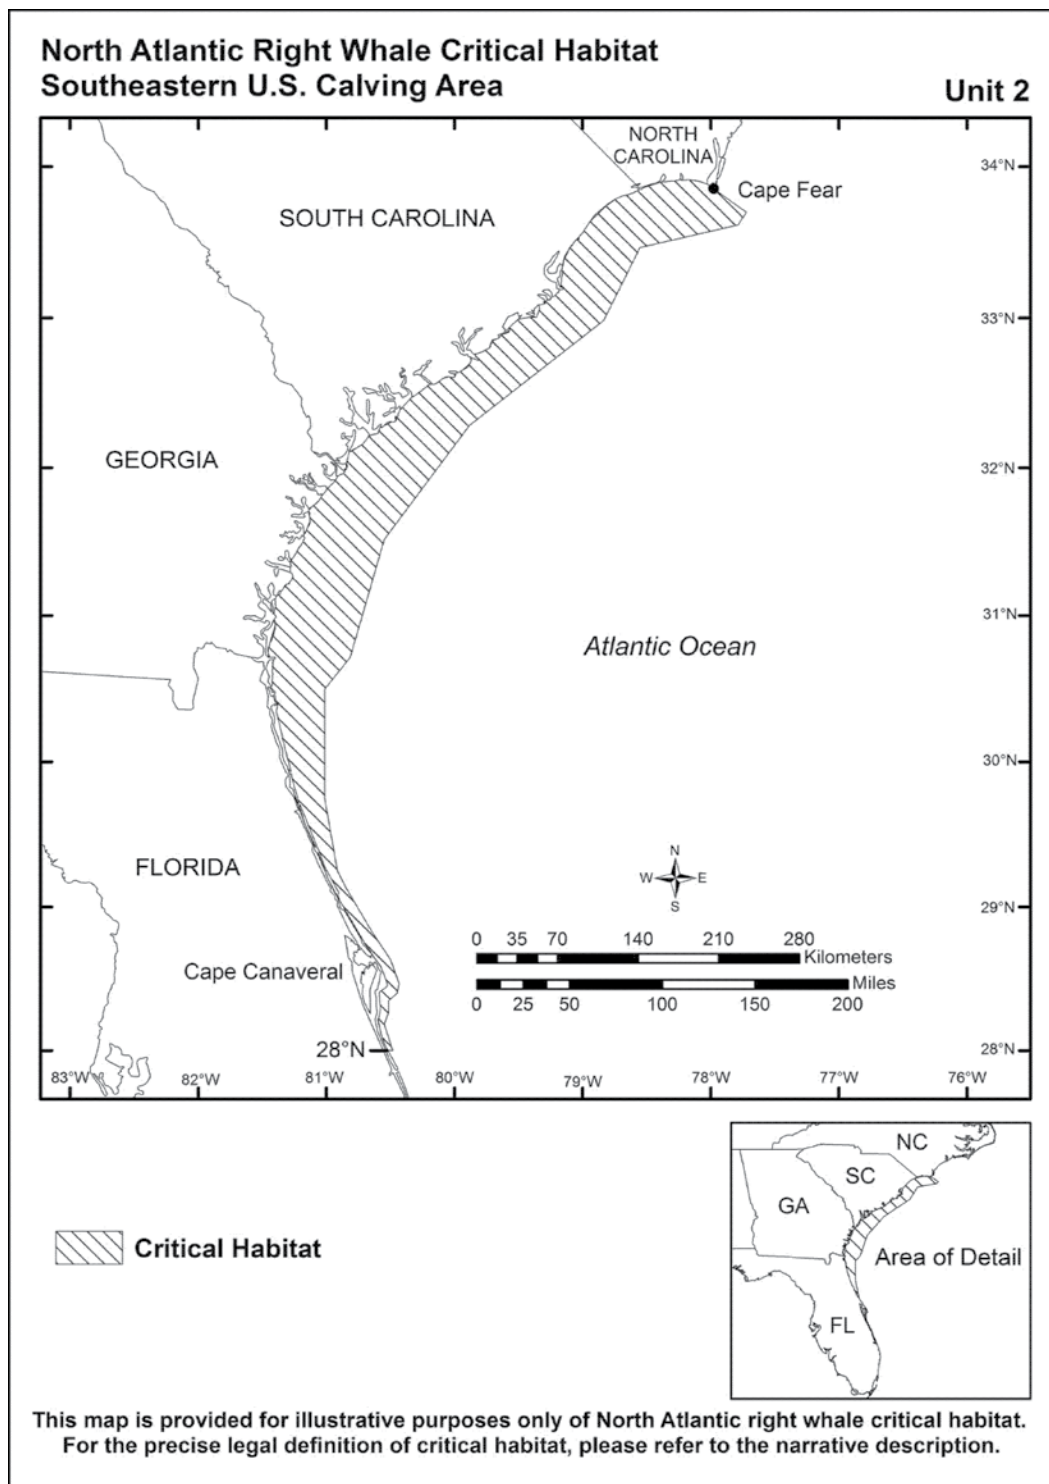 North Atlantic Right Whale Critical Habitat
Southeastern U.S. Calving Area
Unit 2
NORTH
CAROLINA
34°N
Cape Fear
SOUTH CAROLINA
33°N
GEORGIA
32°N
31°N
Atlantic Ocean
30°N
FLORIDA
N
W E
S
29°N
0 35 70 140 210 280
Kilometers
Cape Canaveral
Miles
0 25 50 100 150 200
28°N
28°N
83°W 82°W 81°W 80°W 79°W 78°W 77°W 76°W
NC
SC
GA
Critical Habitat
Area of Detail
FL
This map is provided for illustrative purposes only of North Atlantic right whale critical habitat.
For the precise legal definition of critical habitat, please refer to the narrative description.